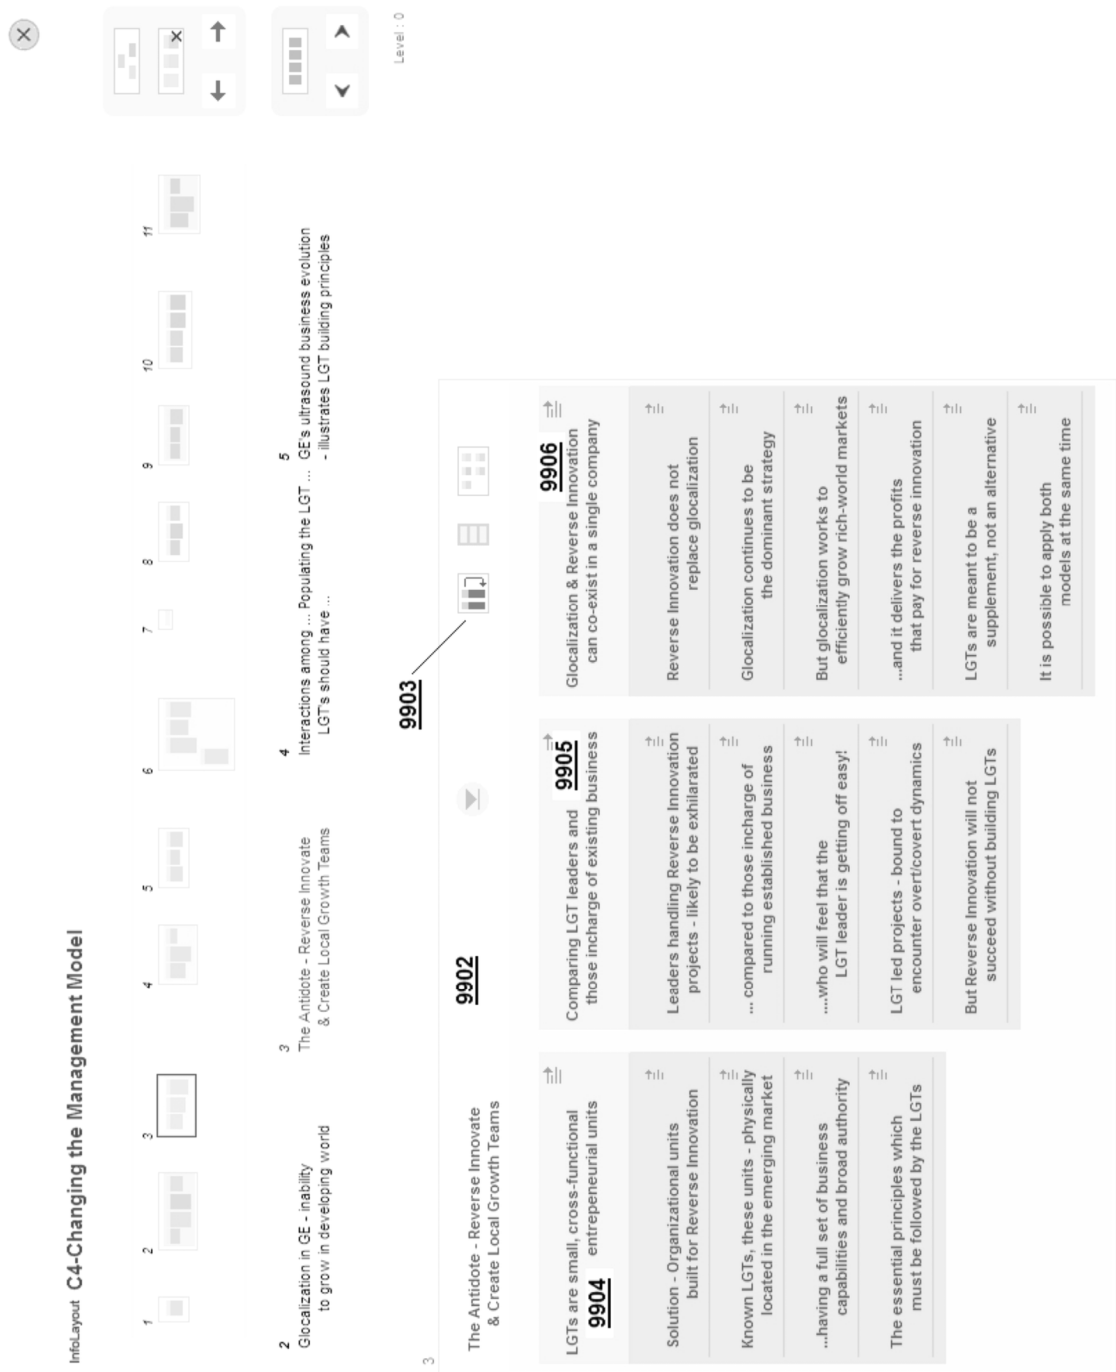 InfoLayout C4-Changing the Management Model
Level : 0
1
2
3
4
5
6
7
8
9
10
11
2
Glocalization in GE - inability
to grow in developing world
3
The Antidote - Reverse Innovate
& Create Local Growth Teams
4
Interactions among ... Populating the LGT ...
LGT's should have ...
5
GE's ultrasound business evolution
- illustrates LGT building principles
3
The Antidote - Reverse Innovate
& Create Local Growth Teams
9902
9903
LGTs are small, cross-functional
entrepeneurial units
9904
Solution - Organizational units
built for Reverse Innovation
Known LGTs, these units - physically
located in the emerging market
...having a full set of business
capabilities and broad authority
The essential principles which
must be followed by the LGTs
Comparing LGT leaders and
those incharge of existing business
9905
Leaders handling Reverse Innovation
projects - likely to be exhilarated
... compared to those incharge of
running established business
....who will feel that the
LGT leader is getting off easy!
LGT led projects - bound to
encounter overt/covert dynamics
But Reverse Innovation will not
succeed without building LGTs
9906
Glocalization & Reverse Innovation
can co-exist in a single company
Reverse Innovation does not
replace glocalization
Glocalization continues to be
the dominant strategy
But glocalization works to
efficiently grow rich-world markets
...and it delivers the profits
that pay for reverse innovation
LGTs are meant to be a
supplement, not an alternative
It is possible to apply both
models at the same time